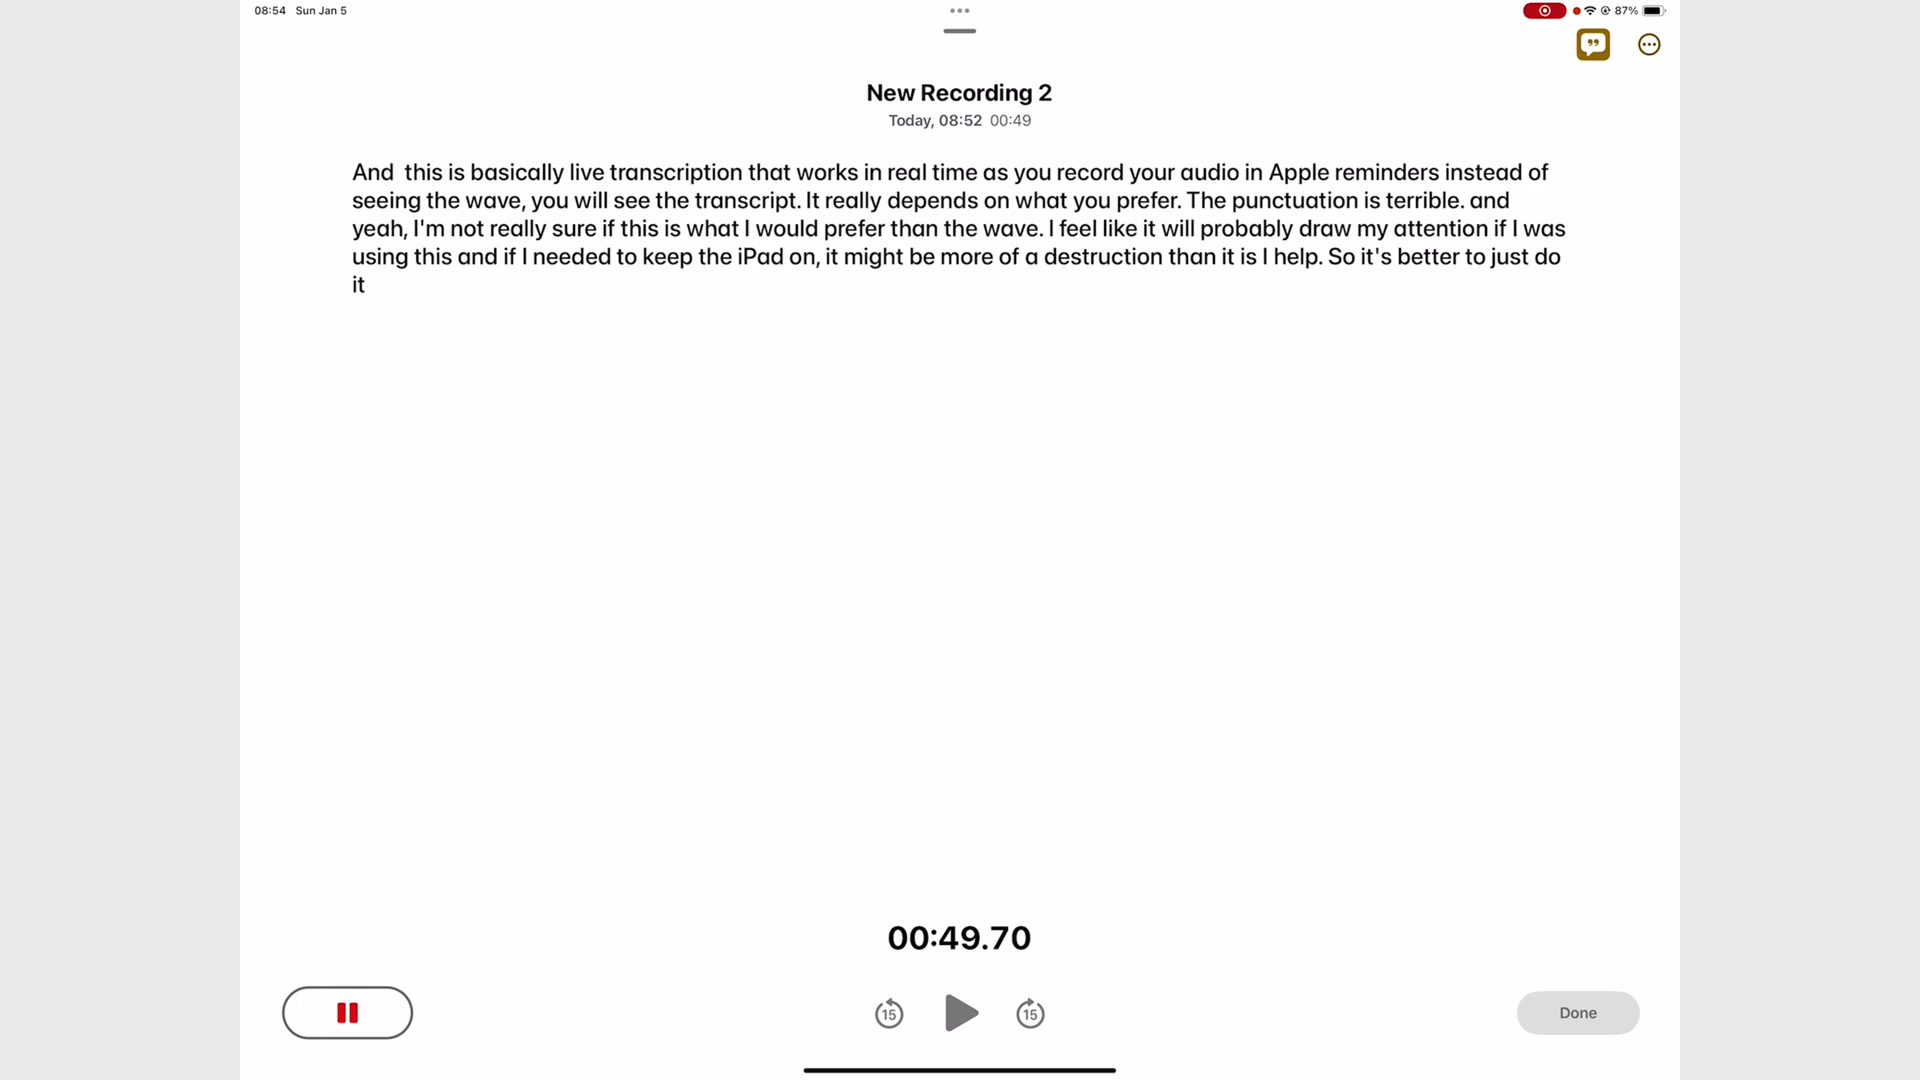 08:54 Sun Jan 5
87%
New Recording 2
Today, 08:52 00:49
And this is basically live transcription that works in real time as you record your audio in Apple reminders instead of
seeing the wave, you will see the transcript. It really depends on what you prefer. The punctuation is terrible. and
yeah, I'm not really sure if this is what I would prefer than the wave. I feel like it will probably draw my attention if I was
using this and if I needed to keep the iPad on, it might be more of a destruction than it is I help. So it's better to just do
it
00:49.70
15
15
Done